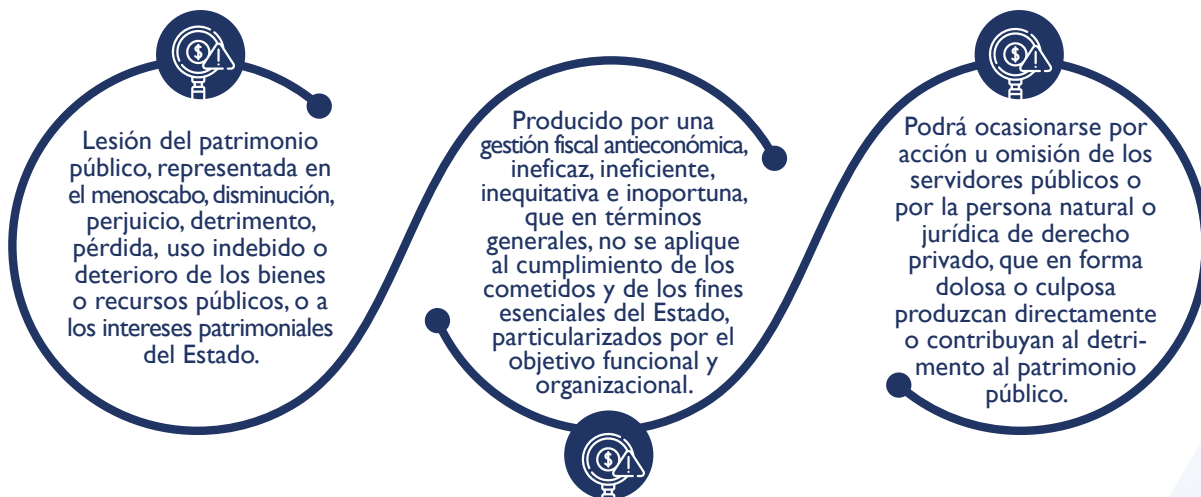 Lesión del patrimonio
público, representada en
el menoscabo, disminución,
perjuicio, detrimento,
pérdida, uso indebido o
deterioro de los bienes
o recursos públicos, o a
los intereses patrimoniales
del Estado.
Producido por una
gestión fiscal antieconómica,
ineficaz, ineficiente,
inequitativa e inoportuna,
que en términos
generales, no se aplique
al cumplimiento de los
cometidos y de los fines
esenciales del Estado,
particularizados por el
objetivo funcional y
organizacional.
Podrá ocasionarse por
acción u omisión de los
servidores públicos o
por la persona natural o
jurídica de derecho
privado, que en forma
dolosa o culposa
produzcan directamente
o contribuyan al detri-
mento al patrimonio
público.